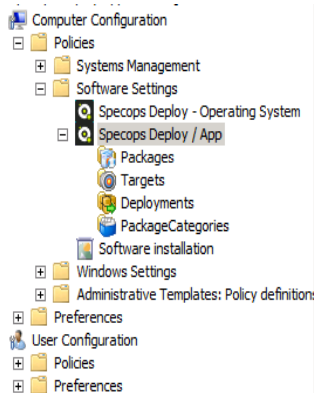 Computer Configuration
Policies
Systems Management
Software Settings
Specops Deploy - Operating System
Specops Deploy / App
Packages
Targets
Deployments
PackageCategories
Software installation
Windows Settings
Administrative Templates: Policy definitions
Preferences
User Configuration
Policies
Preferences